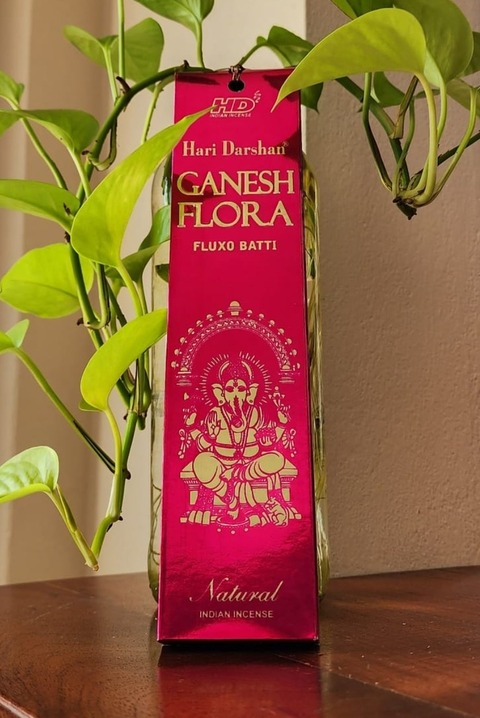 HD
INDIAN INCENSE
Hari Darshan®
GANESH
FLORA
FLUXO BATTI
Natural
INDIAN INCENSE